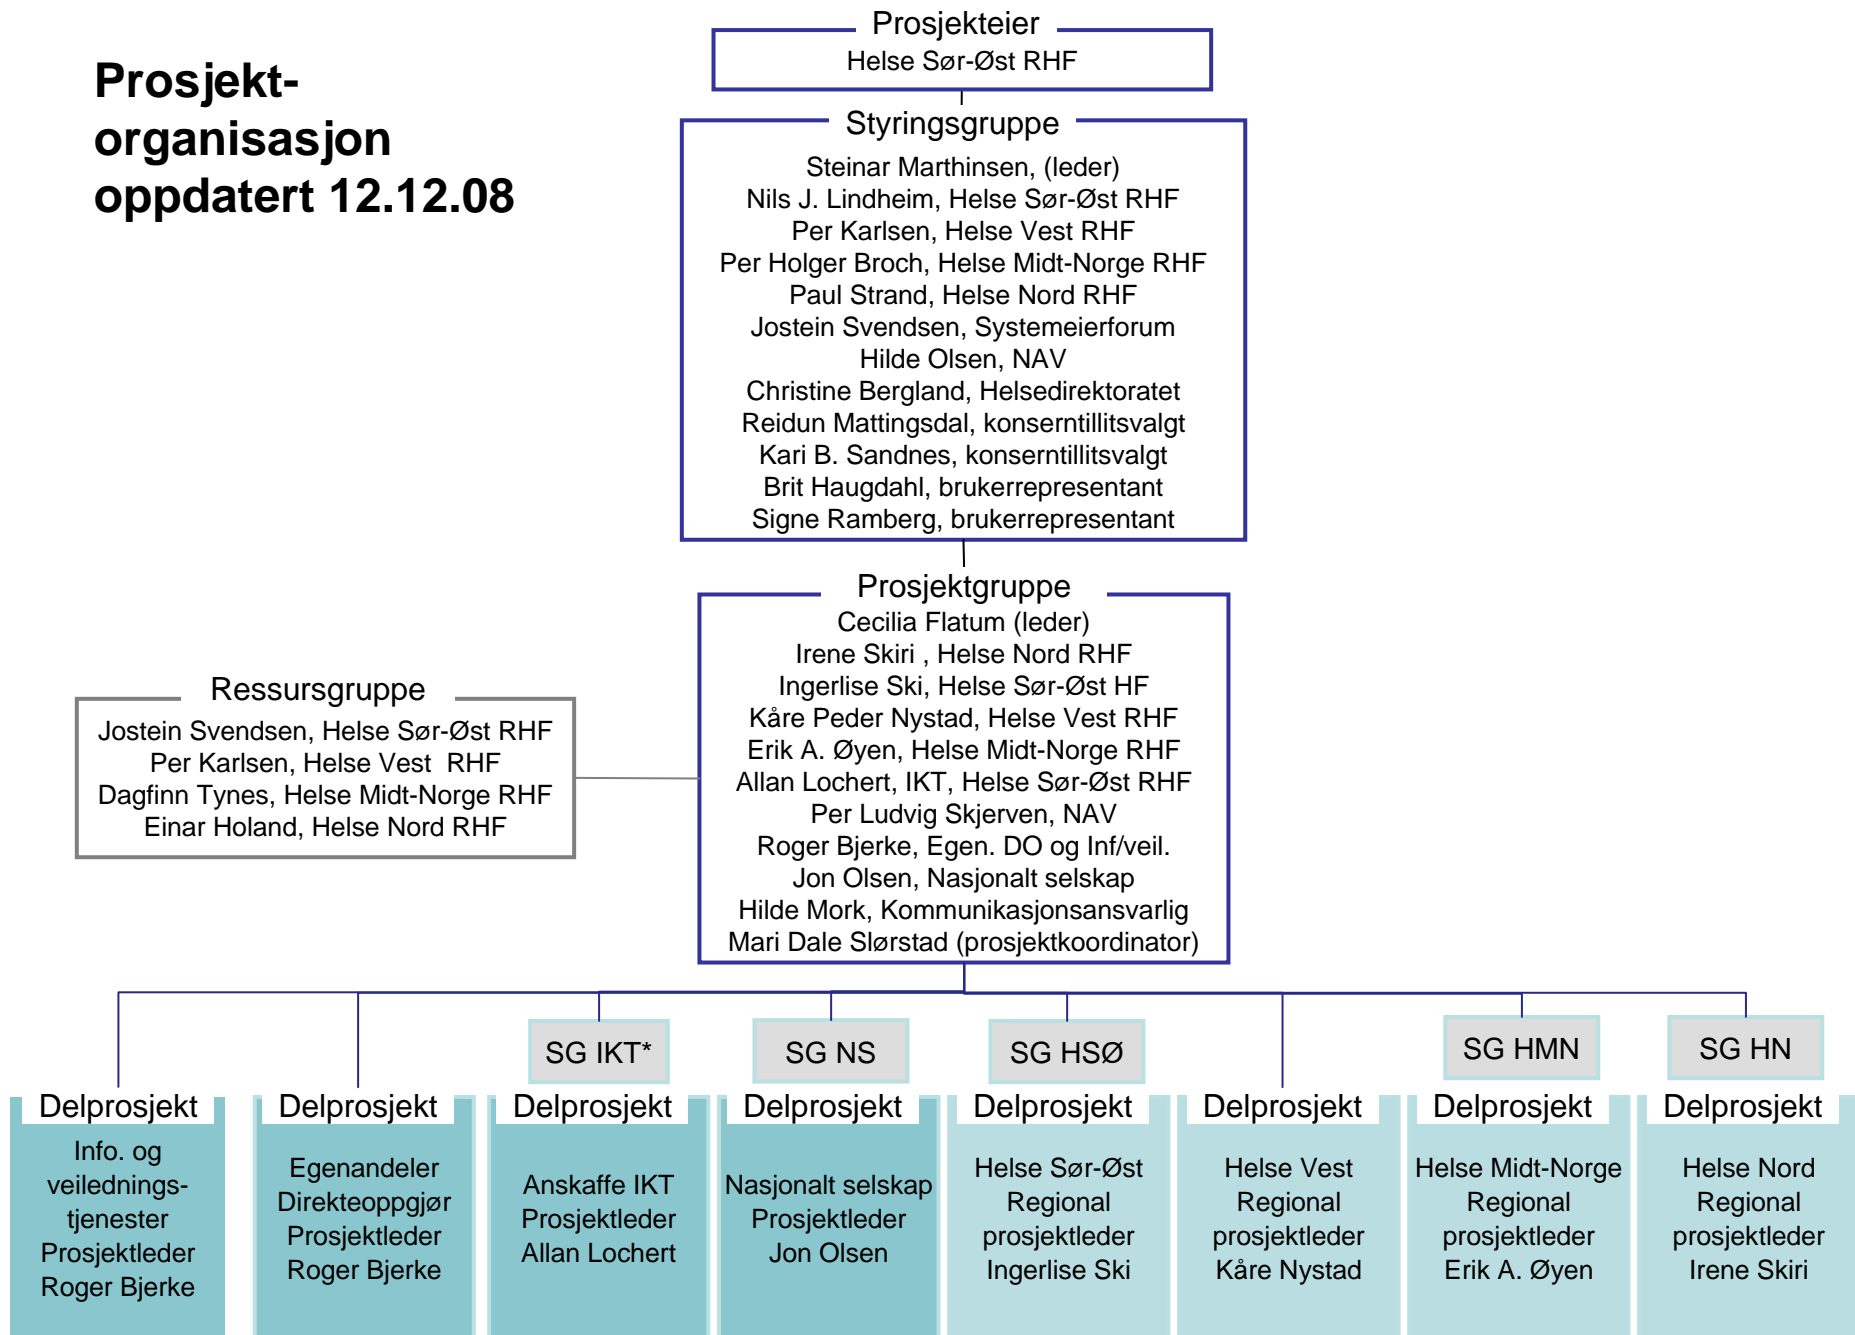 Prosjekt-
organisasjon
oppdatert 12.12.08
Prosjekteier
Helse Sør-Øst RHF
Styringsgruppe
Steinar Marthinsen, (leder)
Nils J. Lindheim, Helse Sør-Øst RHF
Per Karlsen, Helse Vest RHF
Per Holger Broch, Helse Midt-Norge RHF
Paul Strand, Helse Nord RHF
Jostein Svendsen, Systemeierforum
Hilde Olsen, NAV
Christine Bergland, Helsedirektoratet
Reidun Mattingsdal, konserntillitsvalgt
Kari B. Sandnes, konserntillitsvalgt
Brit Haugdahl, brukerrepresentant
Signe Ramberg, brukerrepresentant
Prosjektgruppe
Cecilia Flatum (leder)
Irene Skiri , Helse Nord RHF
Ingerlise Ski, Helse Sør-Øst HF
Kåre Peder Nystad, Helse Vest RHF
Erik A. Øyen, Helse Midt-Norge RHF
Allan Lochert, IKT, Helse Sør-Øst RHF
Per Ludvig Skjerven, NAV
Roger Bjerke, Egen. DO og Inf/veil.
Jon Olsen, Nasjonalt selskap
Hilde Mork, Kommunikasjonsansvarlig
Mari Dale Slørstad (prosjektkoordinator)
Ressursgruppe
Jostein Svendsen, Helse Sør-Øst RHF
Per Karlsen, Helse Vest  RHF
Dagfinn Tynes, Helse Midt-Norge RHF
Einar Holand, Helse Nord RHF
Delprosjekt
Info. og
veilednings-
tjenester
Prosjektleder
Roger Bjerke
Delprosjekt
Egenandeler
Direkteoppgjør
Prosjektleder
Roger Bjerke
SG IKT*
Delprosjekt
Anskaffe IKT
Prosjektleder
Allan Lochert
SG NS
Delprosjekt
Nasjonalt selskap
Prosjektleder
Jon Olsen
SG HSØ
Delprosjekt
Helse Sør-Øst
Regional
prosjektleder
Ingerlise Ski
Delprosjekt
Helse Vest
Regional
prosjektleder
Kåre Nystad
SG HMN
Delprosjekt
Helse Midt-Norge
Regional
prosjektleder
Erik A. Øyen
SG HN
Delprosjekt
Helse Nord
Regional
prosjektleder
Irene Skiri